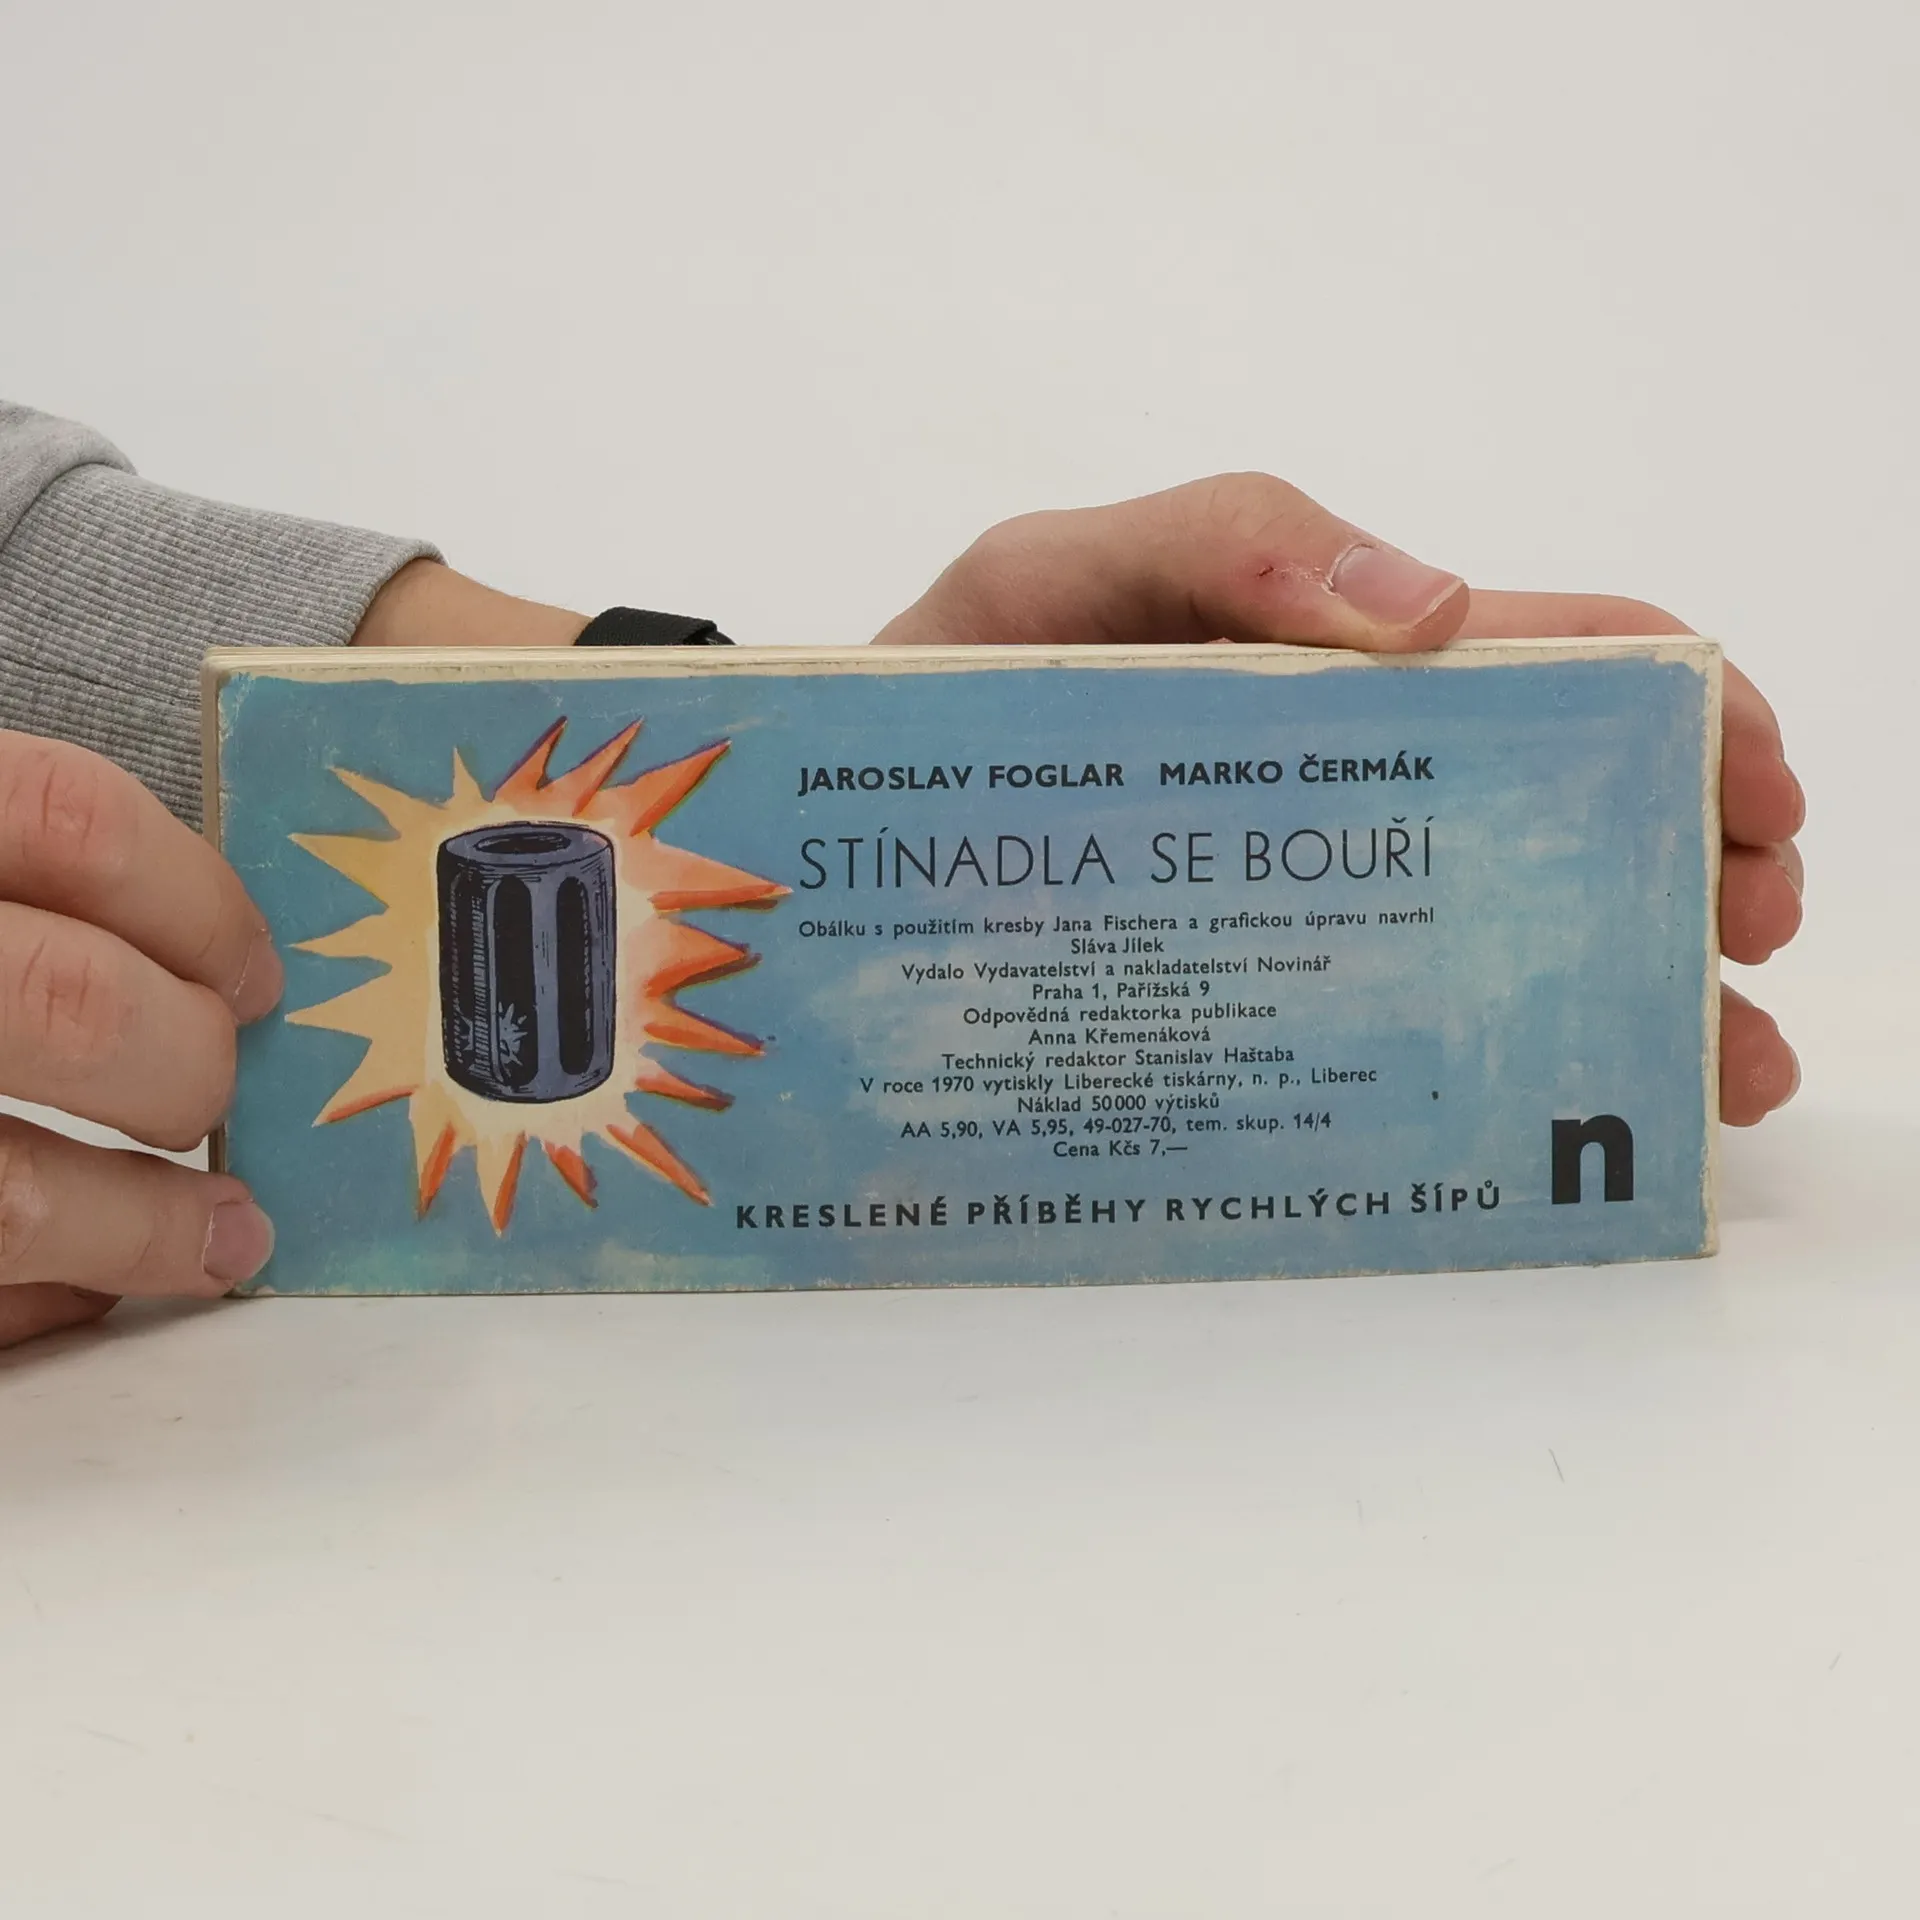 JAROSLAV FOGLAR MARKO ČERMÁK
STÍNADLA SE BOUŘÍ
Obálku s použitím kresby Jana Fischera a grafickou úpravu navrhl
Sláva Jílek
Vydalo Vydavatelství a nakladatelství Novinář
Praha 1, Pařížská 9
Odpovědná redaktorka publikace
Anna Křemenáková
Technický redaktor Stanislav Haštaba
V roce 1970 vytiskly Liberecké tiskárny, n. p., Liberec
Náklad 50 000 výtisků
AA 5,90, VA 5,95, 49-027-70, tem. skup. 14/4
Cena Kčs 7,—
KRESLENÉ PŘÍBĚHY RYCHLÝCH ŠÍPŮ
n